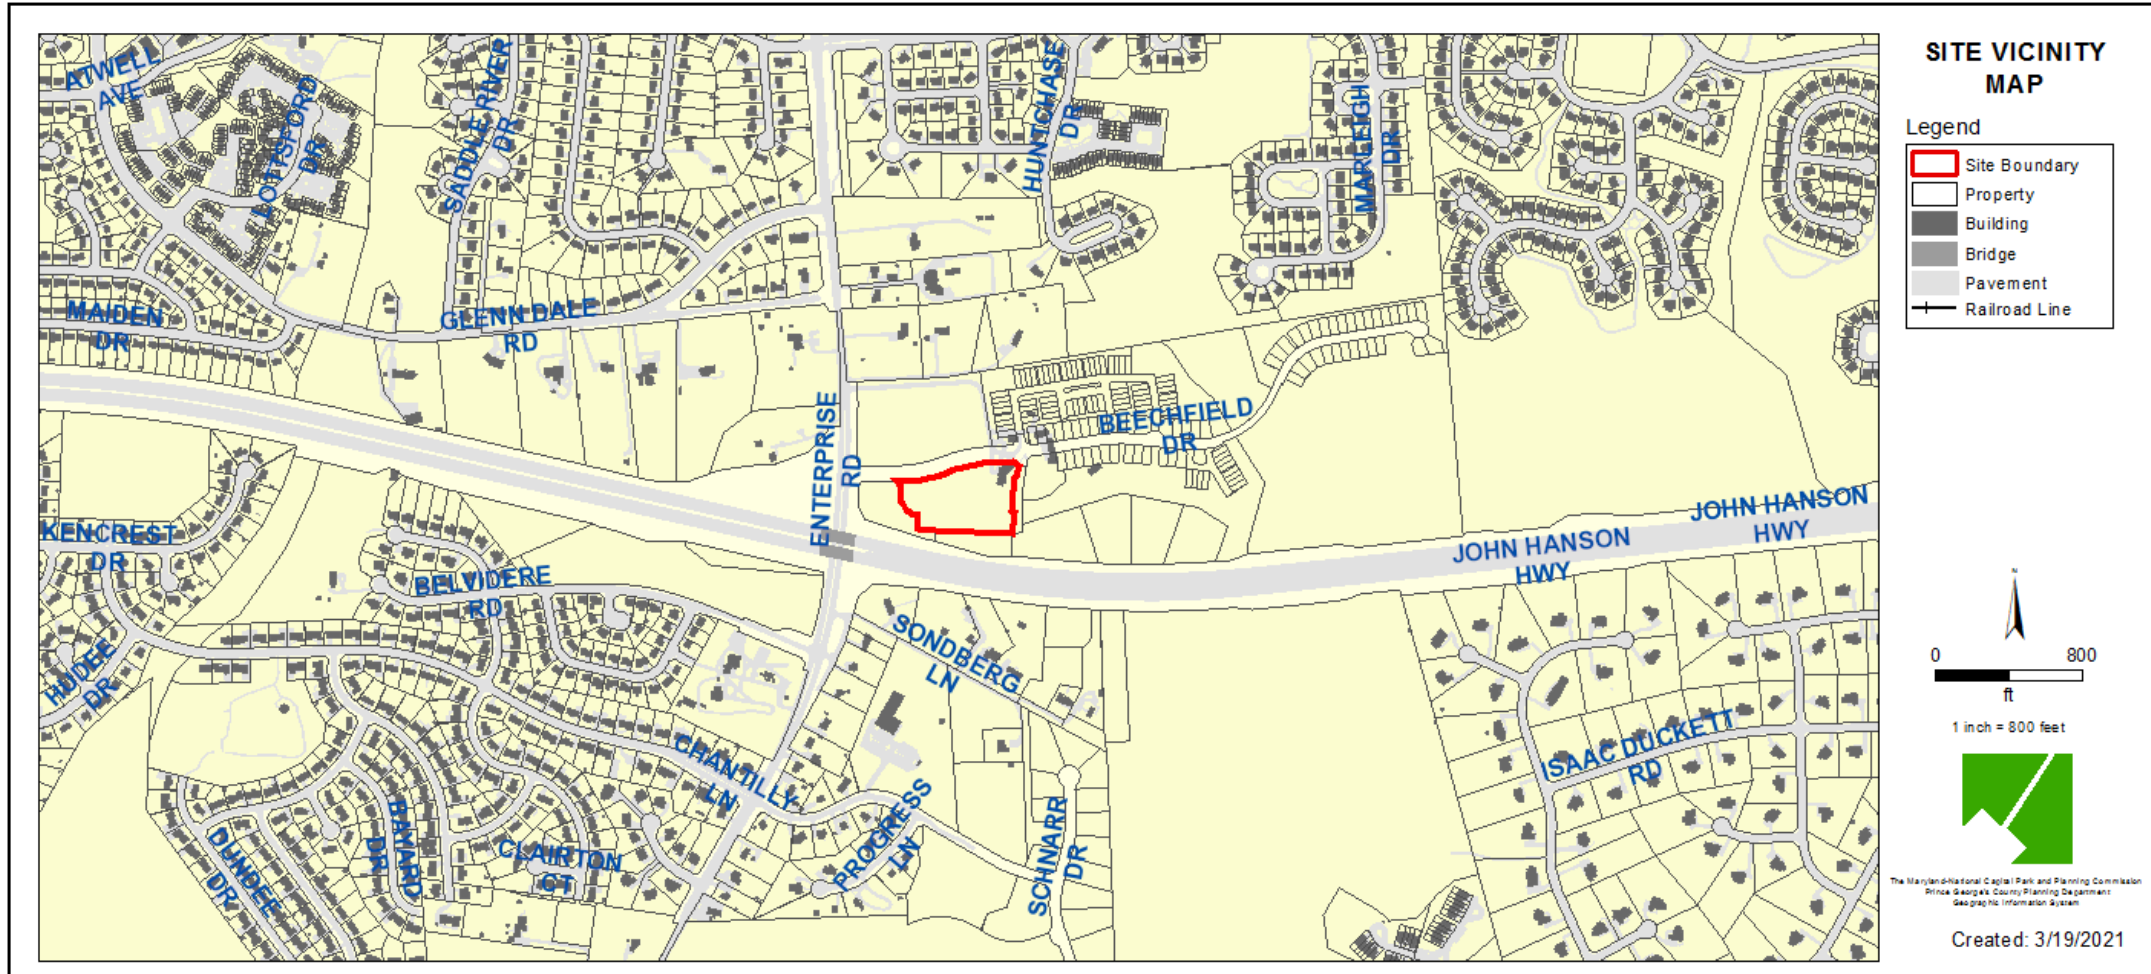 ATWELL
AVE
LOTTSFORD
DR
SADDLE RIVER
DR
HUNTCHASE
DR
MARLEIGH
DR
MAIDEN
DR
GLENN DALE
RD
ENTERPRISE
RD
BEECHFIELD
DR
JOHN HANSON
HWY
JOHN HANSON
HWY
KENCREST
DR
BELVIDERE
RD
HUDEE
DR
SONDBERG
LN
CHANTILLY
LN
ISAAC DUCKETT
RD
BAYARD
DR
DUNDEE
DR
CLAIRTON
CT
PROGRESS
LN
SCHNARR
DR
SITE VICINITY
MAP
Legend
Site Boundary
Property
Building
Bridge
Pavement
Railroad Line
N
0 800
ft
1 inch = 800 feet
The Maryland-National Capital Park and Planning Commission
Prince George's County Planning Department
Geographic Information System
Created: 3/19/2021